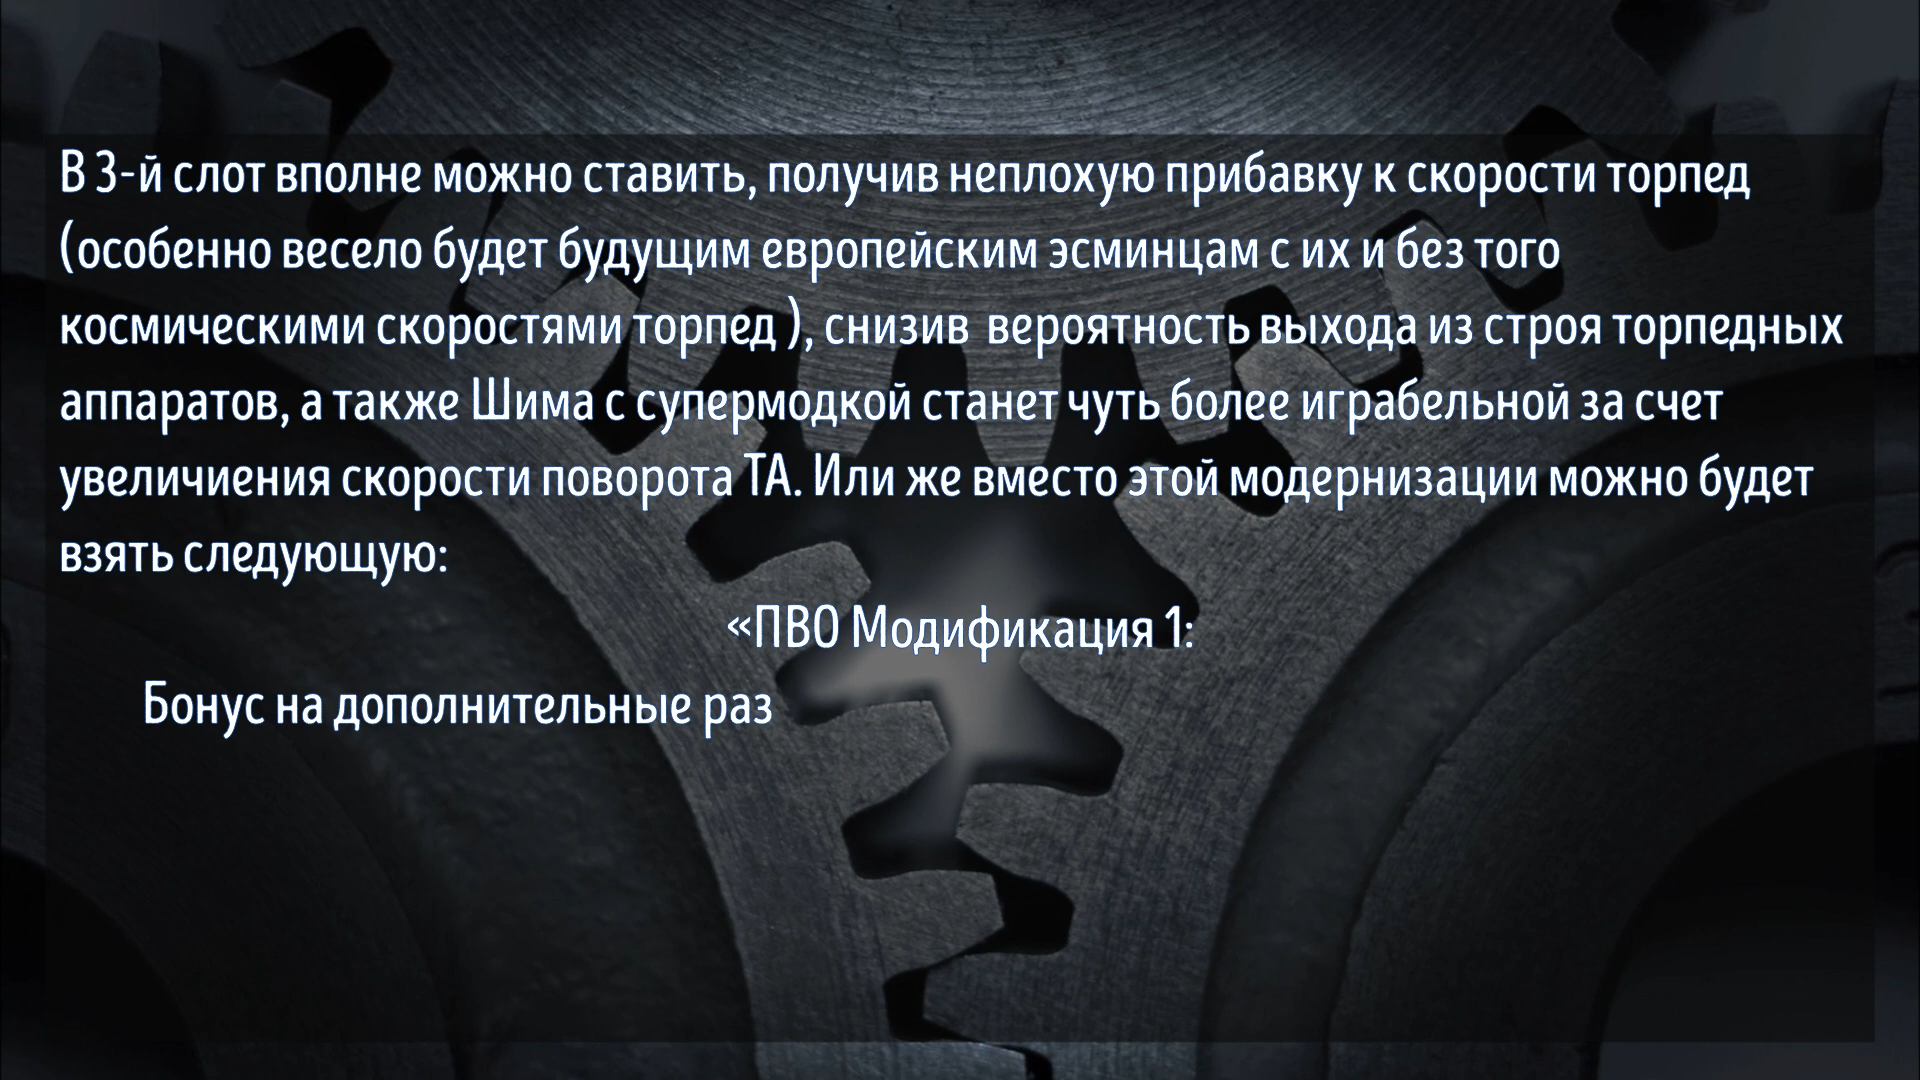 В 3-й слот вполне можно ставить, получив неплохую прибавку к скорости торпед
(особенно весело будет будущим европейским эсминцам с их и без того
космическими скоростями торпед ), снизив вероятность выхода из строя торпедных
аппаратов, а также Шима с супермодкой станет чуть более играбельной за счет
увеличиения скорости поворота ТА. Или же вместо этой модернизации можно будет
взять следующую:
«ПВО Модификация 1:
Бонус на дополнительные раз